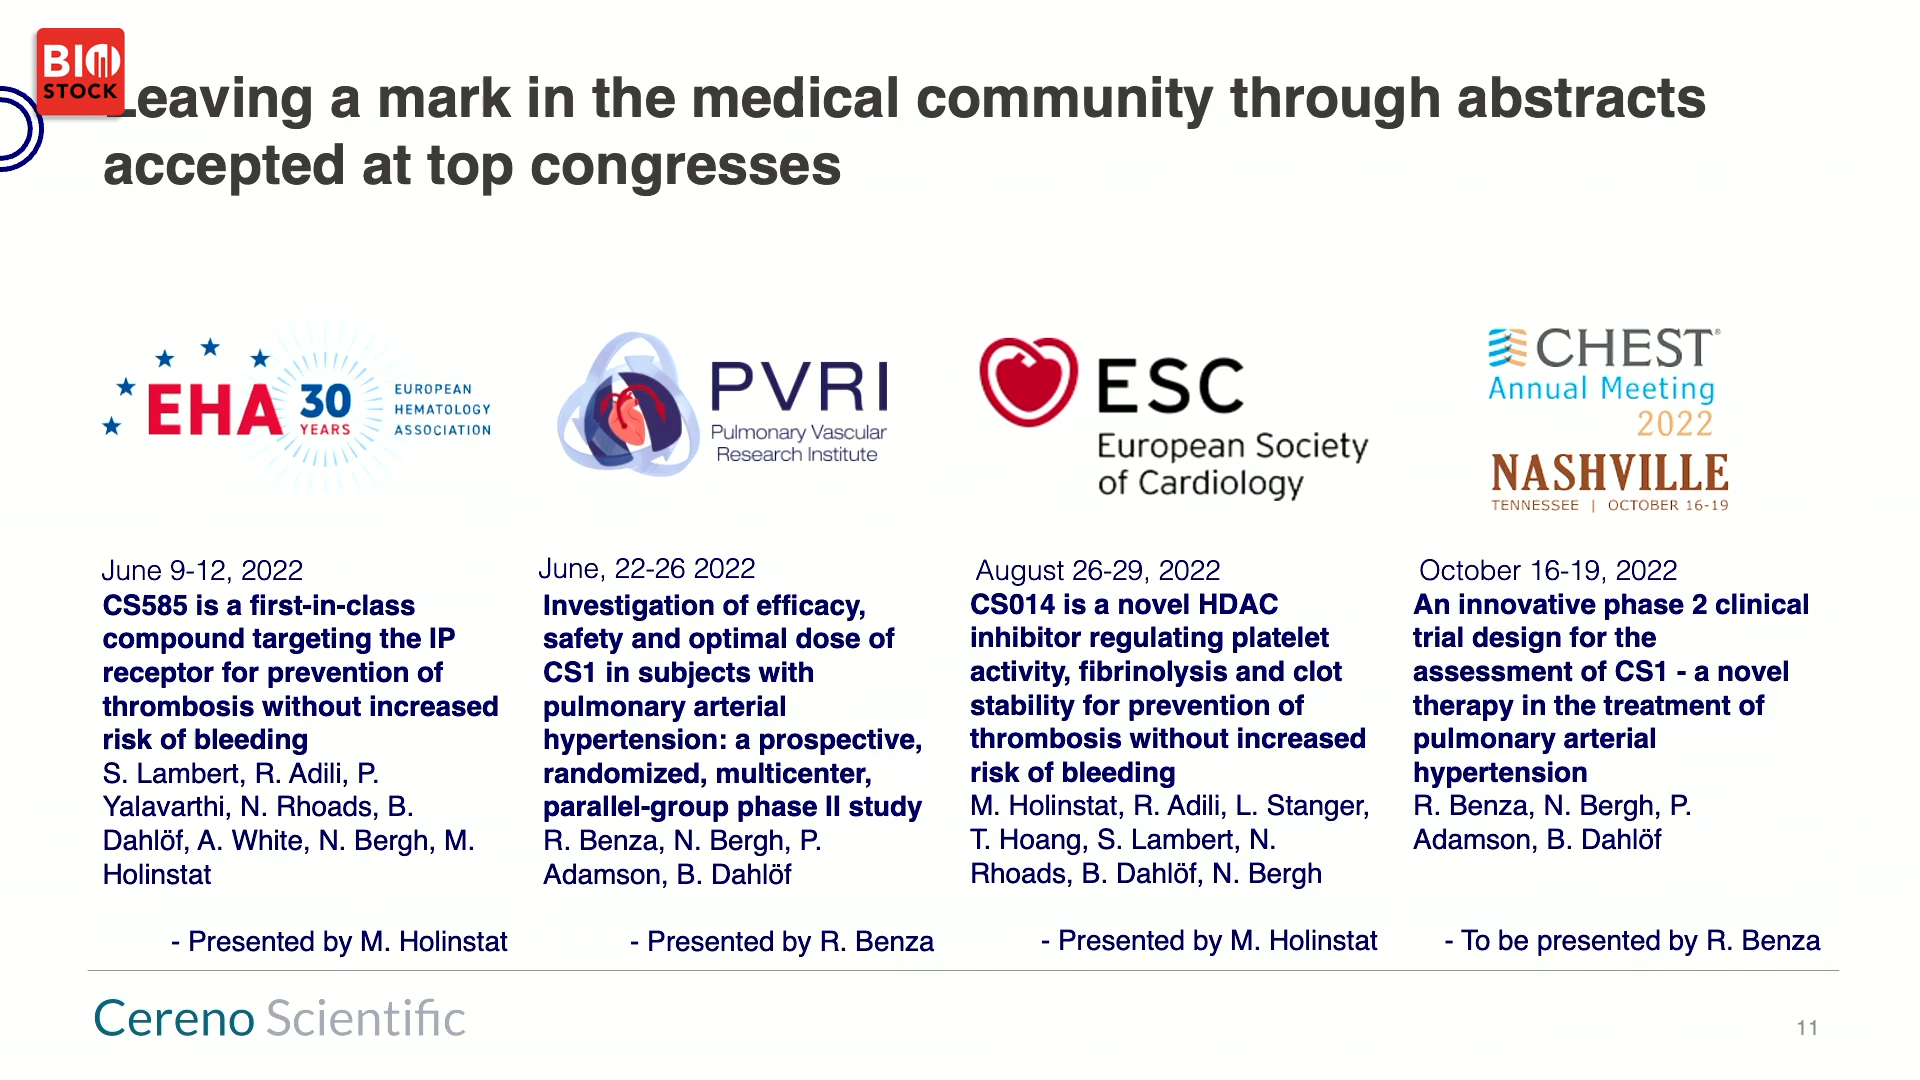 BIO
STOCK
Leaving a mark in the medical community through abstracts
accepted at top congresses
EHA
30
YEARS
EUROPEAN
HEMATOLOGY
ASSOCIATION
PVRI
Pulmonary Vascular
Research Institute
ESC
European Society
of Cardiology
CHEST
Annual Meeting
2022
NASHVILLE
TENNESSEE | OCTOBER 16-19
June 9-12, 2022
CS585 is a first-in-class
compound targeting the IP
receptor for prevention of
thrombosis without increased
risk of bleeding
S. Lambert, R. Adili, P.
Yalavarthi, N. Rhoads, B.
Dahlöf, A. White, N. Bergh, M.
Holinstat
- Presented by M. Holinstat
June, 22-26 2022
Investigation of efficacy,
safety and optimal dose of
CS1 in subjects with
pulmonary arterial
hypertension: a prospective,
randomized, multicenter,
parallel-group phase II study
R. Benza, N. Bergh, P.
Adamson, B. Dahlöf
- Presented by R. Benza
August 26-29, 2022
CS014 is a novel HDAC
inhibitor regulating platelet
activity, fibrinolysis and clot
stability for prevention of
thrombosis without increased
risk of bleeding
M. Holinstat, R. Adili, L. Stanger,
T. Hoang, S. Lambert, N.
Rhoads, B. Dahlöf, N. Bergh
- Presented by M. Holinstat
October 16-19, 2022
An innovative phase 2 clinical
trial design for the
assessment of CS1 - a novel
therapy in the treatment of
pulmonary arterial
hypertension
R. Benza, N. Bergh, P.
Adamson, B. Dahlöf
- To be presented by R. Benza
Cereno Scientific
11